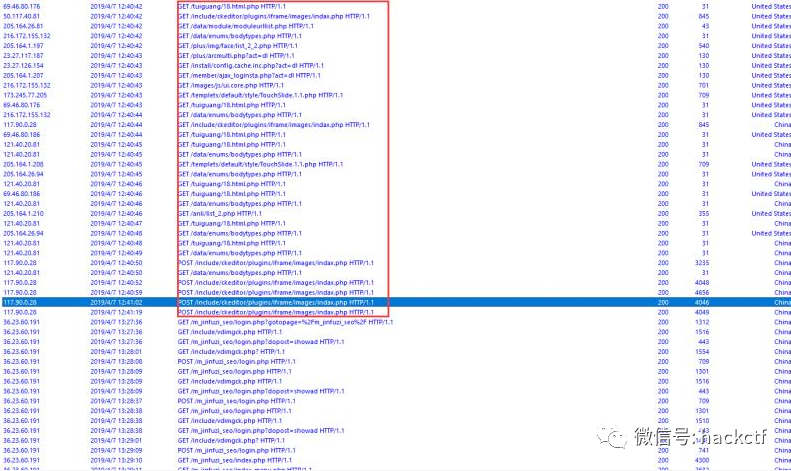 69.46.80.176 2019/4/7 12:40:42 GET /tuiguang/18.html.php HTTP/1.1 200 31 United States
50.117.40.81 2019/4/7 12:40:42 GET /include/ckeditor/plugins/iframe/images/indax.php HTTP/1.1 200 845 United States
205.164.26.81 2019/4/7 12:40:42 GET /data/module/moduleurllist.php HTTP/1.1 200 43 United States
216.172.155.132 2019/4/7 12:40:42 GET /data/enums/bodytypes.php HTTP/1.1 200 31 United States
205.164.1.197 2019/4/7 12:40:42 GET /plus/img/face/list_2_2.php HTTP/1.1 200 540 United States
23.27.117.187 2019/4/7 12:40:43 GET /plus/arcmulti.php?act=dl HTTP/1.1 200 130 United States
23.27.126.154 2019/4/7 12:40:43 GET /install/config.cache.inc.php?act=dl HTTP/1.1 200 130 United States
205.164.1.207 2019/4/7 12:40:43 GET /member/ajax_loginsta.php?act=dl HTTP/1.1 200 130 United States
216.172.155.132 2019/4/7 12:40:43 GET /images/js/ui.core.php HTTP/1.1 200 701 United States
173.245.77.205 2019/4/7 12:40:43 GET /templets/default/style/TouchSlide.1.1.php HTTP/1.1 200 709 United States
69.46.80.176 2019/4/7 12:40:43 GET /tuiguang/18.html.php HTTP/1.1 200 31 United States
216.172.155.132 2019/4/7 12:40:43 GET /data/enums/bodytypes.php HTTP/1.1 200 31 United States
117.90.0.28 2019/4/7 12:40:44 GET /include/ckeditor/plugins/iframe/images/indax.php HTTP/1.1 200 845 China
69.46.80.186 2019/4/7 12:40:44 GET /tuiguang/18.html.php HTTP/1.1 200 31 United States
121.40.20.81 2019/4/7 12:40:44 GET /tuiguang/18.html.php HTTP/1.1 200 31 China
121.40.20.81 2019/4/7 12:40:45 GET /data/enums/bodytypes.php HTTP/1.1 200 31 China
205.164.1.208 2019/4/7 12:40:45 GET /templets/default/style/TouchSlide.1.1.php HTTP/1.1 200 709 United States
205.164.26.94 2019/4/7 12:40:45 GET /data/enums/bodytypes.php HTTP/1.1 200 31 United States
121.40.20.81 2019/4/7 12:40:46 GET /tuiguang/18.html.php HTTP/1.1 200 31 China
69.46.80.186 2019/4/7 12:40:46 GET /tuiguang/18.html.php HTTP/1.1 200 31 United States
121.40.20.81 2019/4/7 12:40:46 GET /data/enums/bodytypes.php HTTP/1.1 200 31 China
205.164.1.210 2019/4/7 12:40:46 GET /anli/list_2.php HTTP/1.1 200 355 United States
121.40.20.81 2019/4/7 12:40:47 GET /tuiguang/18.html.php HTTP/1.1 200 31 China
205.164.26.94 2019/4/7 12:40:48 GET /data/enums/bodytypes.php HTTP/1.1 200 31 United States
121.40.20.81 2019/4/7 12:40:48 GET /tuiguang/18.html.php HTTP/1.1 200 31 China
121.40.20.81 2019/4/7 12:40:49 GET /data/enums/bodytypes.php HTTP/1.1 200 31 China
117.90.0.28 2019/4/7 12:40:50 POST /include/ckeditor/plugins/iframe/images/indax.php HTTP/1.1 200 3235 China
121.40.20.81 2019/4/7 12:40:50 GET /data/enums/bodytypes.php HTTP/1.1 200 31 China
117.90.0.28 2019/4/7 12:40:52 POST /include/ckeditor/plugins/iframe/images/indax.php HTTP/1.1 200 4048 China
117.90.0.28 2019/4/7 12:40:59 POST /include/ckeditor/plugins/iframe/images/indax.php HTTP/1.1 200 4656 China
117.90.0.28 2019/4/7 12:41:02 POST /include/ckeditor/plugins/iframe/images/indax.php HTTP/1.1 200 4046 China
117.90.0.28 2019/4/7 12:41:19 POST /include/ckeditor/plugins/iframe/images/indax.php HTTP/1.1 200 4049 China
36.23.60.191 2019/4/7 13:27:36 GET /m_jinfuzi_seo/login.php?gotopage=%2Fm_jinfuzi_seo%2F HTTP/1.1 200 1312 China
36.23.60.191 2019/4/7 13:27:36 GET /include/vdimgck.php HTTP/1.1 200 1516 China
36.23.60.191 2019/4/7 13:27:36 GET /m_jinfuzi_seo/login.php?dopost=showad HTTP/1.1 200 443 China
36.23.60.191 2019/4/7 13:28:01 GET /include/vdimgck.php? HTTP/1.1 200 1554 China
36.23.60.191 2019/4/7 13:28:08 POST /m_jinfuzi_seo/login.php HTTP/1.1 200 709 China
36.23.60.191 2019/4/7 13:28:09 GET /m_jinfuzi_seo/login.php HTTP/1.1 200 1301 China
36.23.60.191 2019/4/7 13:28:09 GET /include/vdimgck.php HTTP/1.1 200 1516 China
36.23.60.191 2019/4/7 13:28:09 GET /m_jinfuzi_seo/login.php?dopost=showad HTTP/1.1 200 443 China
36.23.60.191 2019/4/7 13:28:37 POST /m_jinfuzi_seo/login.php HTTP/1.1 200 709 China
36.23.60.191 2019/4/7 13:28:38 GET /m_jinfuzi_seo/login.php HTTP/1.1 200 1301 China
36.23.60.191 2019/4/7 13:28:38 GET /include/vdimgck.php HTTP/1.1 200 1510 China
36.23.60.191 2019/4/7 13:28:38 GET /m_jinfuzi_seo/login.php?dopost=showad HTTP/1.1 200 443
36.23.60.191 2019/4/7 13:29:01 GET /include/vdimgck.php? HTTP/1.1 200
36.23.60.191 2019/4/7 13:29:09 POST /m_jinfuzi_seo/login.php HTTP/1.1 200 741 China
36.23.60.191 2019/4/7 13:29:10 GET /m_jinfuzi_seo/index.php HTTP/1.1 200 4300 China
微信号: hackctf